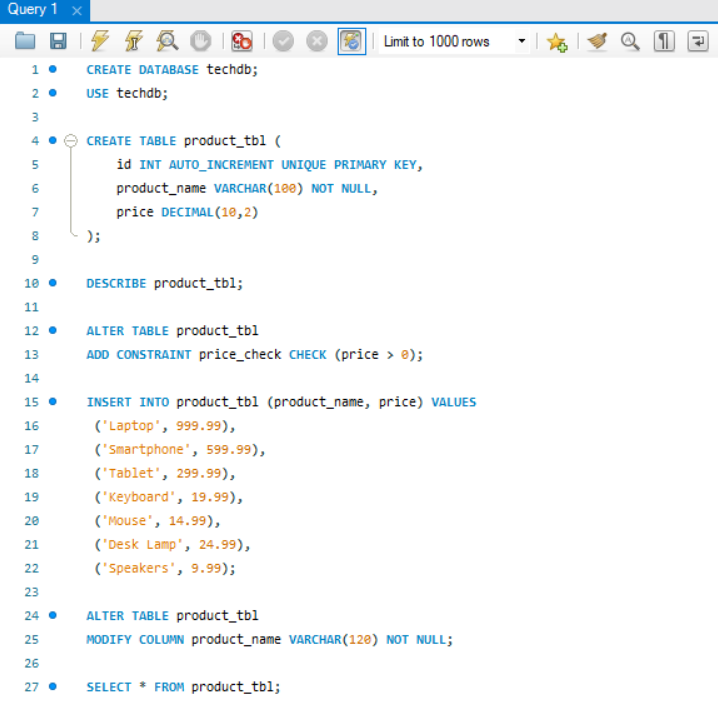 Query 1
Limit to 1000 rows
1 CREATE DATABASE techdb;
2 USE techdb;
3
4 CREATE TABLE product_tbl (
5 id INT AUTO_INCREMENT UNIQUE PRIMARY KEY,
6 product_name VARCHAR(100) NOT NULL,
7 price DECIMAL(10,2)
8 );
9
10 DESCRIBE product_tbl;
11
12 ALTER TABLE product_tbl
13 ADD CONSTRAINT price_check CHECK (price > 0);
14
15 INSERT INTO product_tbl (product_name, price) VALUES
16 ('Laptop', 999.99),
17 ('Smartphone', 599.99),
18 ('Tablet', 299.99),
19 ('Keyboard', 19.99),
20 ('Mouse', 14.99),
21 ('Desk Lamp', 24.99),
22 ('Speakers', 9.99);
23
24 ALTER TABLE product_tbl
25 MODIFY COLUMN product_name VARCHAR(120) NOT NULL;
26
27 SELECT * FROM product_tbl;